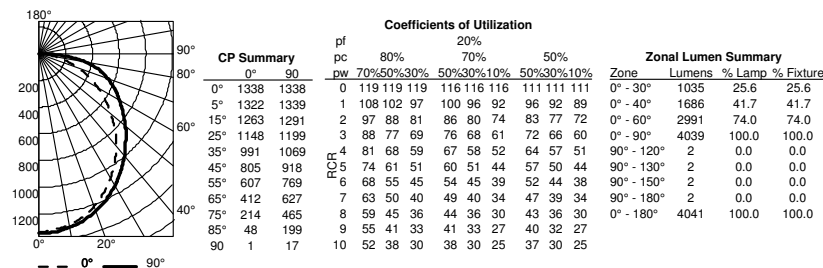 180°
90°
80°
200
400
600
800
1000
1200
60°
40°
0° 20°
0° 90°
CP Summary
0° 90
0° 1338 1338
5° 1322 1339
15° 1263 1291
25° 1148 1199
35° 991 1069
45° 805 918
55° 607 769
65° 412 627
75° 214 465
85° 48 199
90 1 17
Coefficients of Utilization
pf 20%
pc 80% 70% 50%
pw 70%50%30% 50%30%10% 50%30%10%
RCR
0 119 119 119 116 116 116 111 111 111
1 108 102 97 100 96 92 96 92 89
2 97 88 81 86 80 74 83 77 72
3 88 77 69 76 68 61 72 66 60
4 81 68 59 67 58 52 64 57 51
5 74 61 51 60 51 44 57 50 44
6 68 55 45 54 45 39 52 44 38
7 63 50 40 49 40 34 47 39 34
8 59 45 36 44 36 30 43 36 30
9 55 41 33 41 33 27 40 32 27
10 52 38 30 38 30 25 37 30 25
Zonal Lumen Summary
Zone Lumens % Lamp % Fixture
0° - 30° 1035 25.6 25.6
0° - 40° 1686 41.7 41.7
0° - 60° 2991 74.0 74.0
0° - 90° 4039 100.0 100.0
90° - 120° 2 0.0 0.0
90° - 130° 2 0.0 0.0
90° - 150° 2 0.0 0.0
90° - 180° 2 0.0 0.0
0° - 180° 4041 100.0 100.0